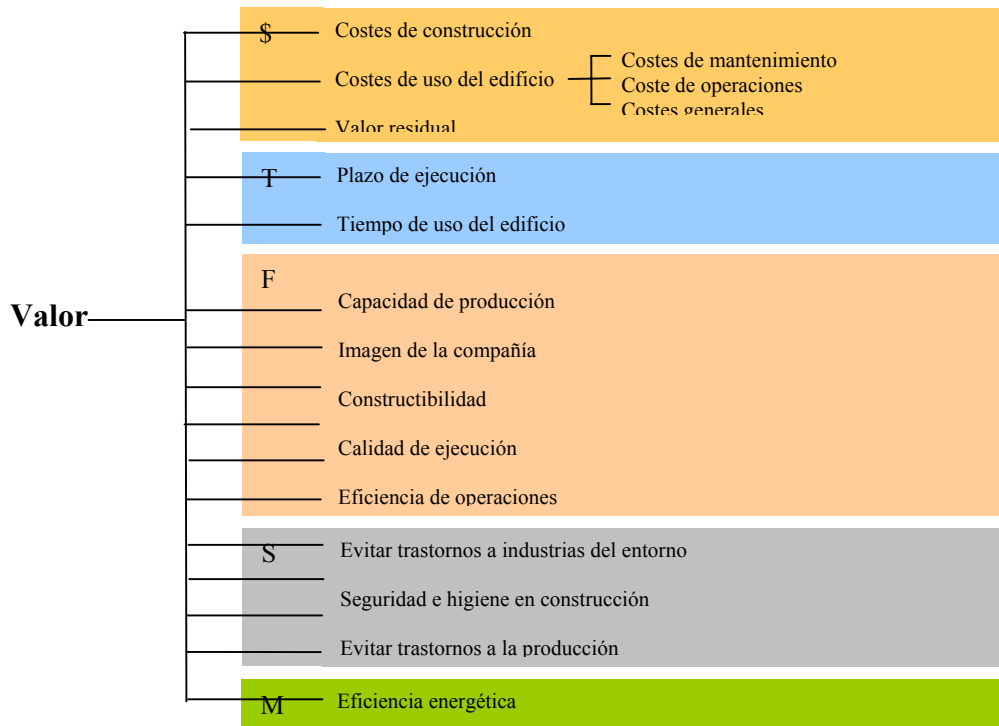 $
Costes de construcción
Costes de uso del edificio
Costes de mantenimiento
Coste de operaciones
Costes generales
Valor residual
T
Plazo de ejecución
Tiempo de uso del edificio
Valor
F
Capacidad de producción
Imagen de la compañía
Constructibilidad
Calidad de ejecución
Eficiencia de operaciones
S
Evitar trastornos a industrias del entorno
Seguridad e higiene en construcción
Evitar trastornos a la producción
M
Eficiencia energética